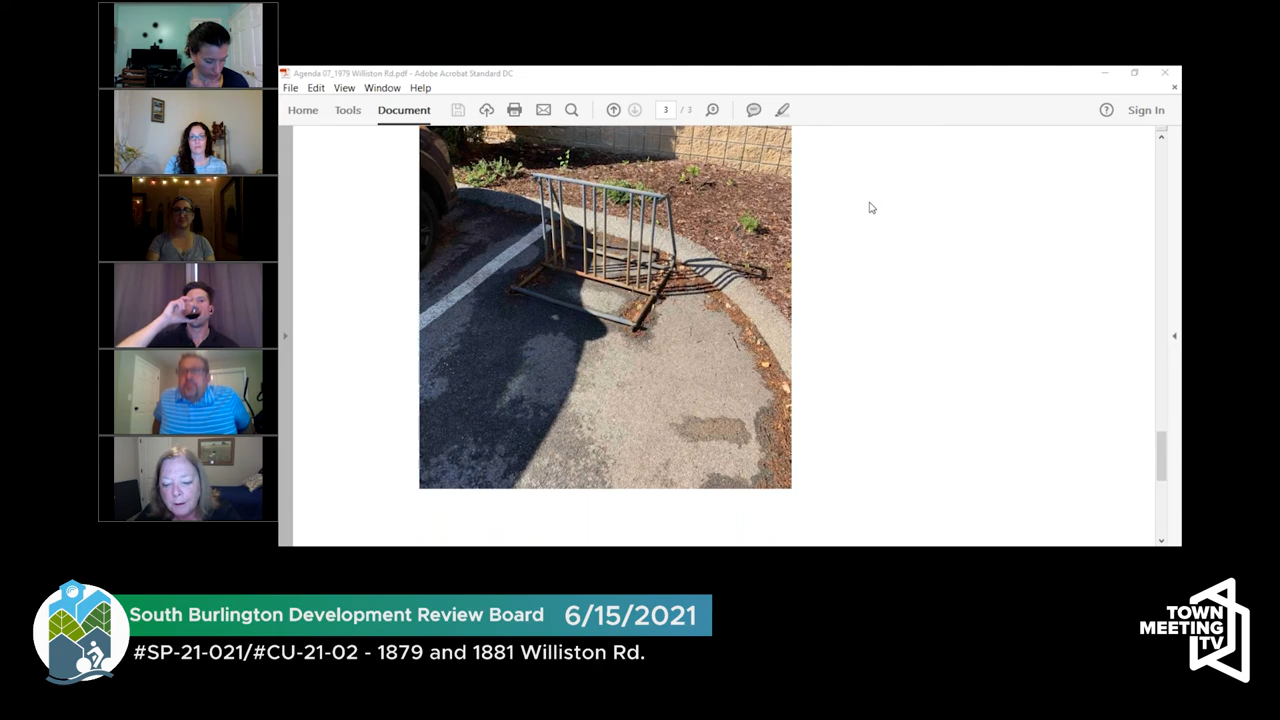 Agenda 07_1979 Williston Rd.pdf - Adobe Acrobat Standard DC
File Edit View Window Help
Home Tools Document 3 / 3 Sign In
South Burlington Development Review Board 6/15/2021
#SP-21-021/#CU-21-02 - 1879 and 1881 Williston Rd.
TOWN
MEETING
TV